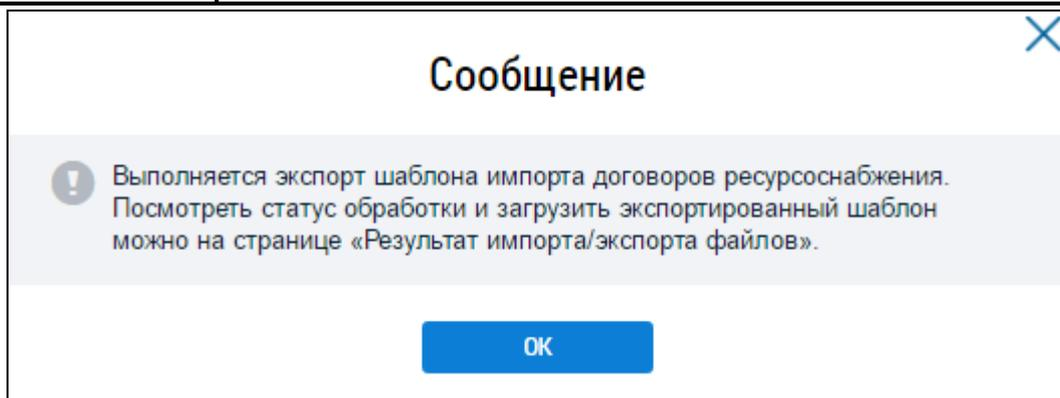 Сообщение
Выполняется экспорт шаблона импорта договоров ресурсоснабжения.
Посмотреть статус обработки и загрузить экспортированный шаблон
можно на странице «Результат импорта/экспорта файлов».
ОК